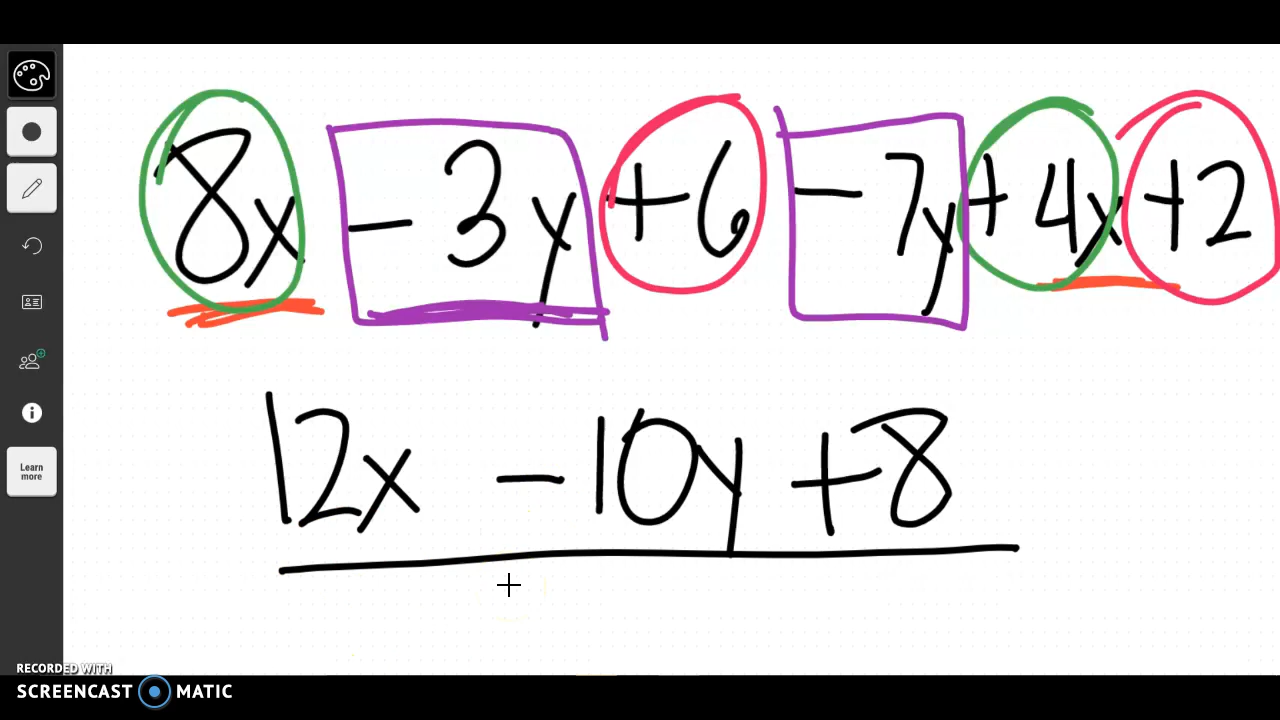 8x - 3y + 6 - 7y + 4x + 2
12x - 10y + 8
Learn
more
RECORDED WITH
SCREENCAST MATIC